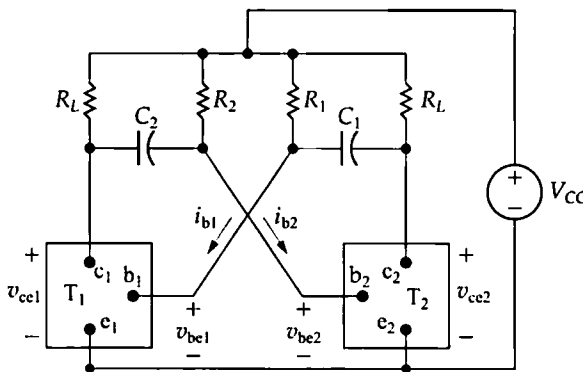 R_L R_2 R_1 R_L
C_2 C_1
+ − V_CC
i_b1 i_b2
+ v_ce1 −
T_1 c_1 b_1 e_1
+ v_be1 −
+ v_be2 −
b_2 c_2 T_2 e_2
+ v_ce2 −